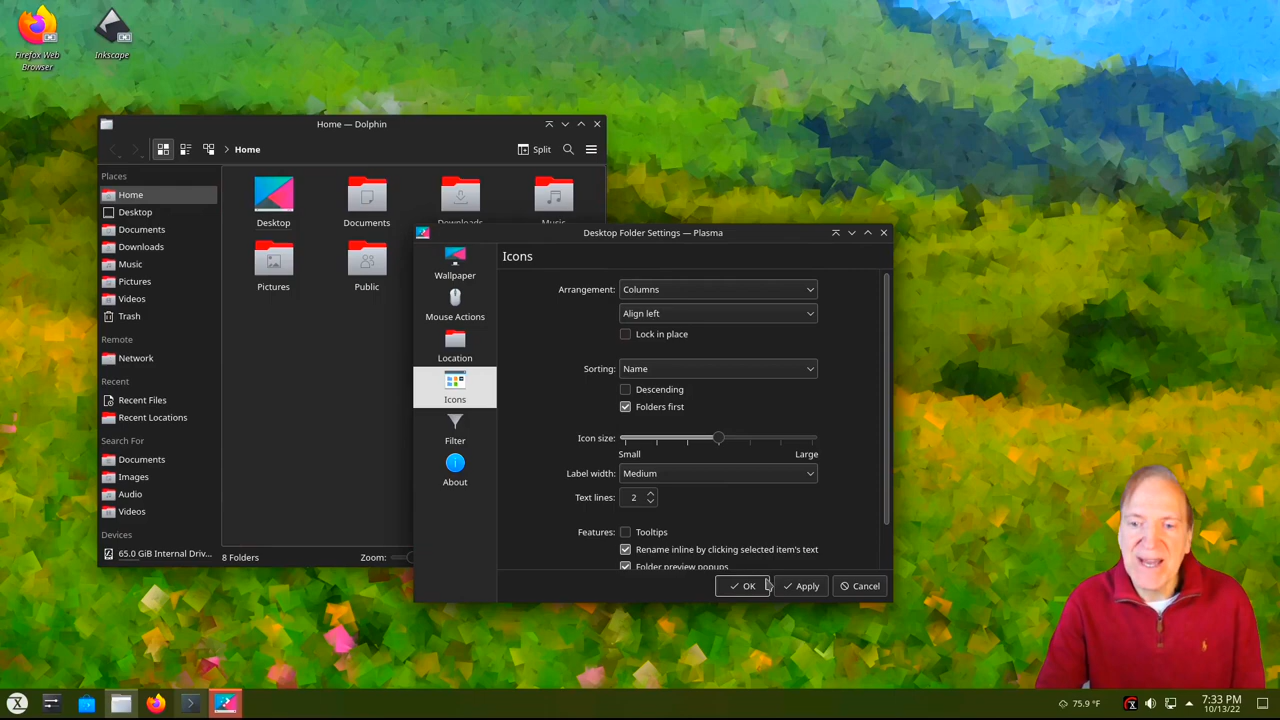 Firefox Web
Browser
Inkscape
Home — Dolphin
Split
Home
Places
Home
Desktop
Documents
Downloads
Music
Pictures
Videos
Trash
Remote
Network
Recent
Recent Files
Recent Locations
Search For
Documents
Images
Audio
Videos
Devices
65.0 GiB Internal Driv...
Desktop
Documents
Downloads
Music
Pictures
Public
8 Folders
Zoom:
Desktop Folder Settings — Plasma
Wallpaper
Mouse Actions
Location
Icons
Filter
About
Icons
Arrangement: Columns
Align left
Lock in place
Sorting: Name
Descending
Folders first
Icon size:
Small Large
Label width: Medium
Text lines: 2
Features: Tooltips
Rename inline by clicking selected item's text
Folder preview popups
OK Apply Cancel
75.9 °F
7:33 PM
10/13/22